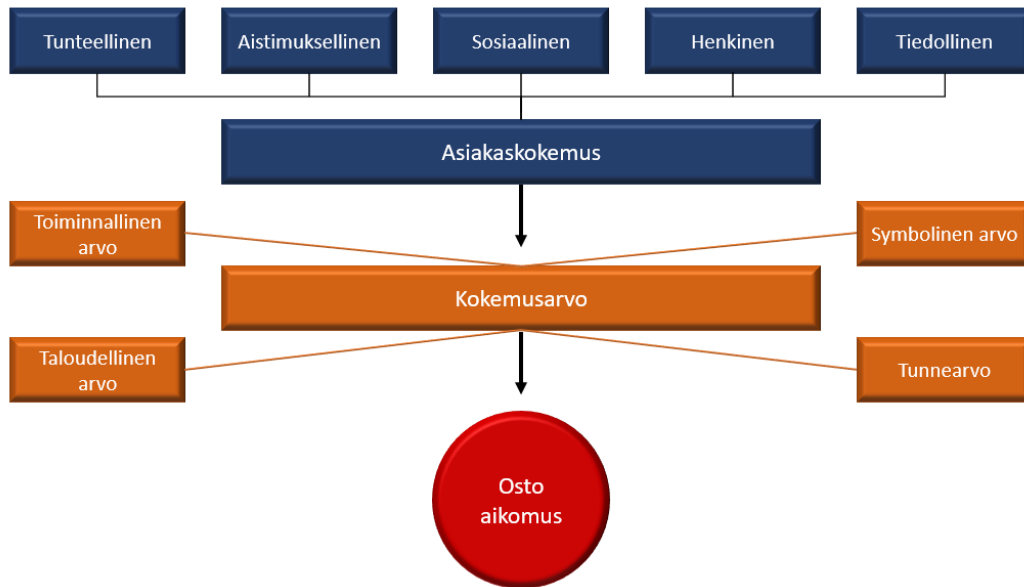 Tunteellinen
Aistimuksellinen
Sosiaalinen
Henkinen
Tiedollinen
Asiakaskokemus
Toiminnallinen
arvo
Symbolinen arvo
Kokemusarvo
Taloudellinen
arvo
Tunnearvo
Osto
aikomus